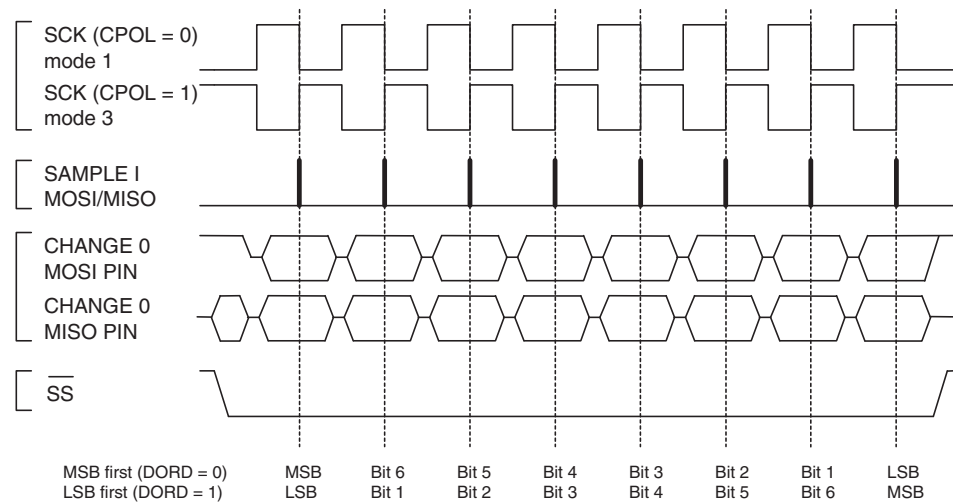 SCK (CPOL = 0)
mode 1
SCK (CPOL = 1)
mode 3
SAMPLE I
MOSI/MISO
CHANGE 0
MOSI PIN
CHANGE 0
MISO PIN
SS
MSB first (DORD = 0) MSB Bit 6 Bit 5 Bit 4 Bit 3 Bit 2 Bit 1 LSB
LSB first (DORD = 1) LSB Bit 1 Bit 2 Bit 3 Bit 4 Bit 5 Bit 6 MSB